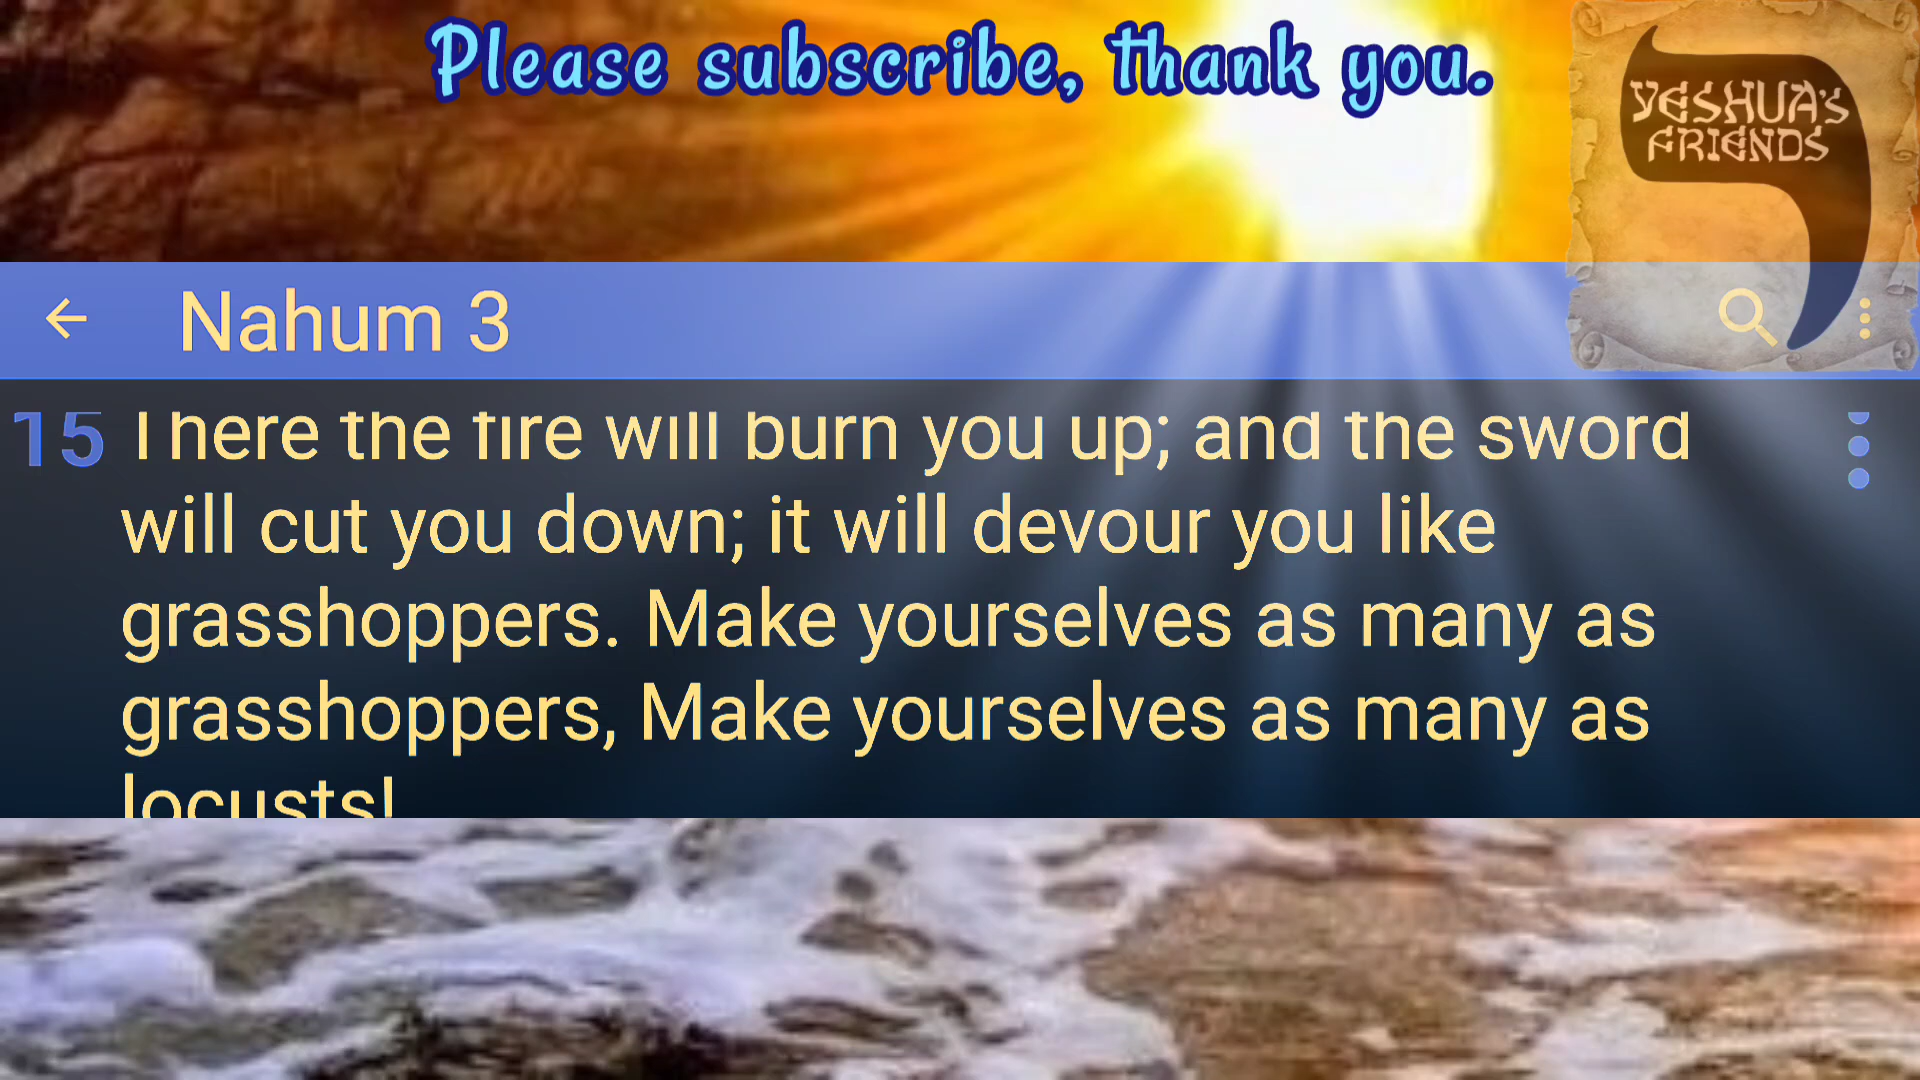 Please subscribe, thank you.
YESHUA'S
FRIENDS
Nahum 3
15 There the fire will burn you up; and the sword
will cut you down; it will devour you like
grasshoppers. Make yourselves as many as
grasshoppers, Make yourselves as many as
locusts!